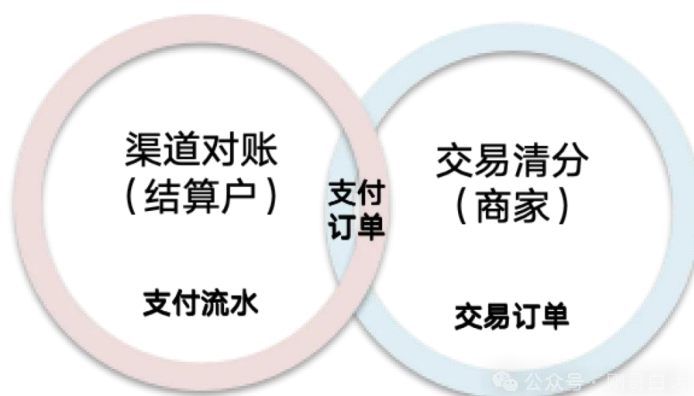 渠道对账
（结算户）
支付流水
支付
订单
交易清分
（商家）
交易订单
公众号